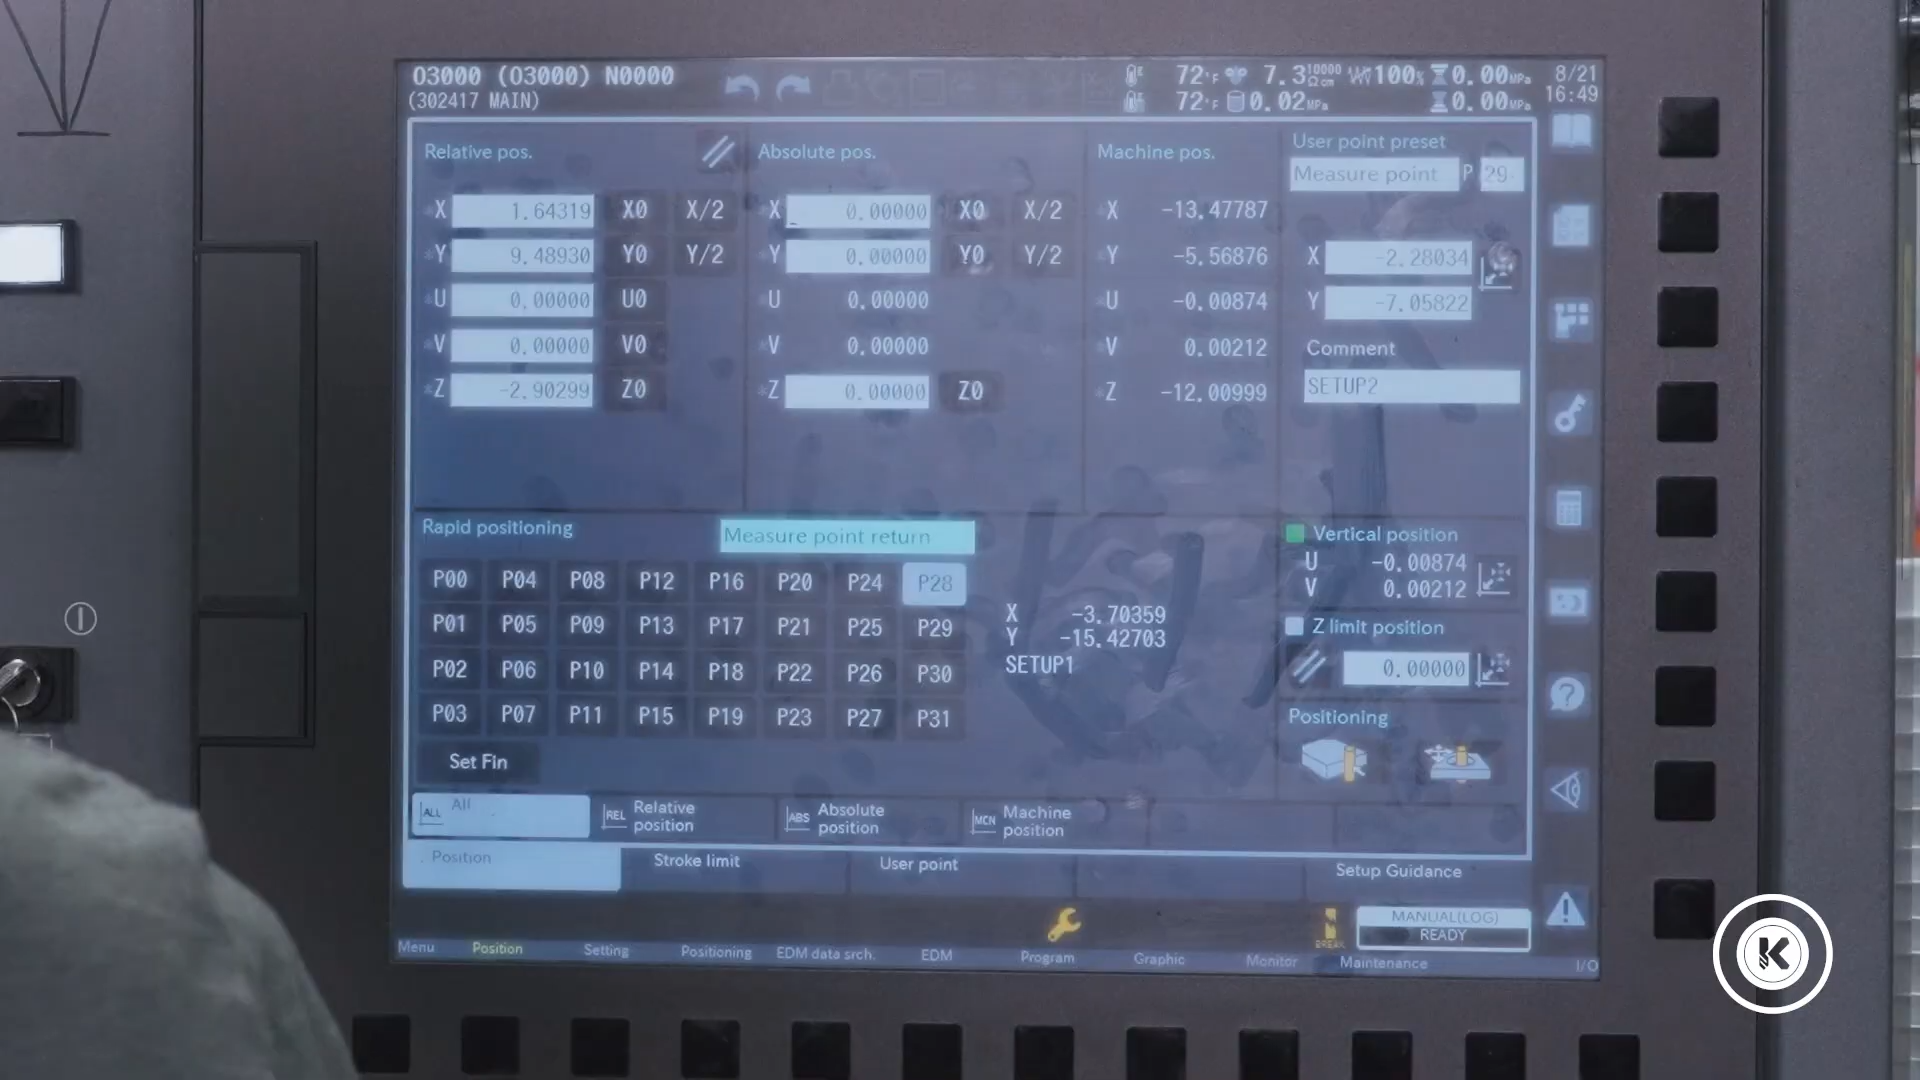 O3000 (O3000) N0000
(302417 MAIN)
72°F 7.3 10000 Ωcm 100% 0.00MPa
72°F 0.02MPa 0.00MPa
8/21
16:49
Relative pos.
X 1.64319 X0 X/2
Y 9.48930 Y0 Y/2
U 0.00000 U0
V 0.00000 V0
Z -2.90299 Z0
Absolute pos.
X 0.00000 X0 X/2
Y 0.00000 Y0 Y/2
U 0.00000
V 0.00000
Z 0.00000 Z0
Machine pos.
X -13.47787
Y -5.56876
U -0.00874
V 0.00212
Z -12.00999
User point preset
Measure point P 29
X -2.28034
Y -7.05822
Comment
SETUP2
Rapid positioning
Measure point return
P00 P04 P08 P12 P16 P20 P24 P28
P01 P05 P09 P13 P17 P21 P25 P29
P02 P06 P10 P14 P18 P22 P26 P30
P03 P07 P11 P15 P19 P23 P27 P31
Set Fin
X -3.70359
Y -15.42703
SETUP1
Vertical position
U -0.00874
V 0.00212
Z limit position
0.00000
Positioning
ALL All
REL Relative position
ABS Absolute position
MCN Machine position
Position
Stroke limit
User point
Setup Guidance
BREAK
MANUAL(LOG)
READY
Menu Position Setting Positioning EDM data srch. EDM Program Graphic Monitor Maintenance I/O
K